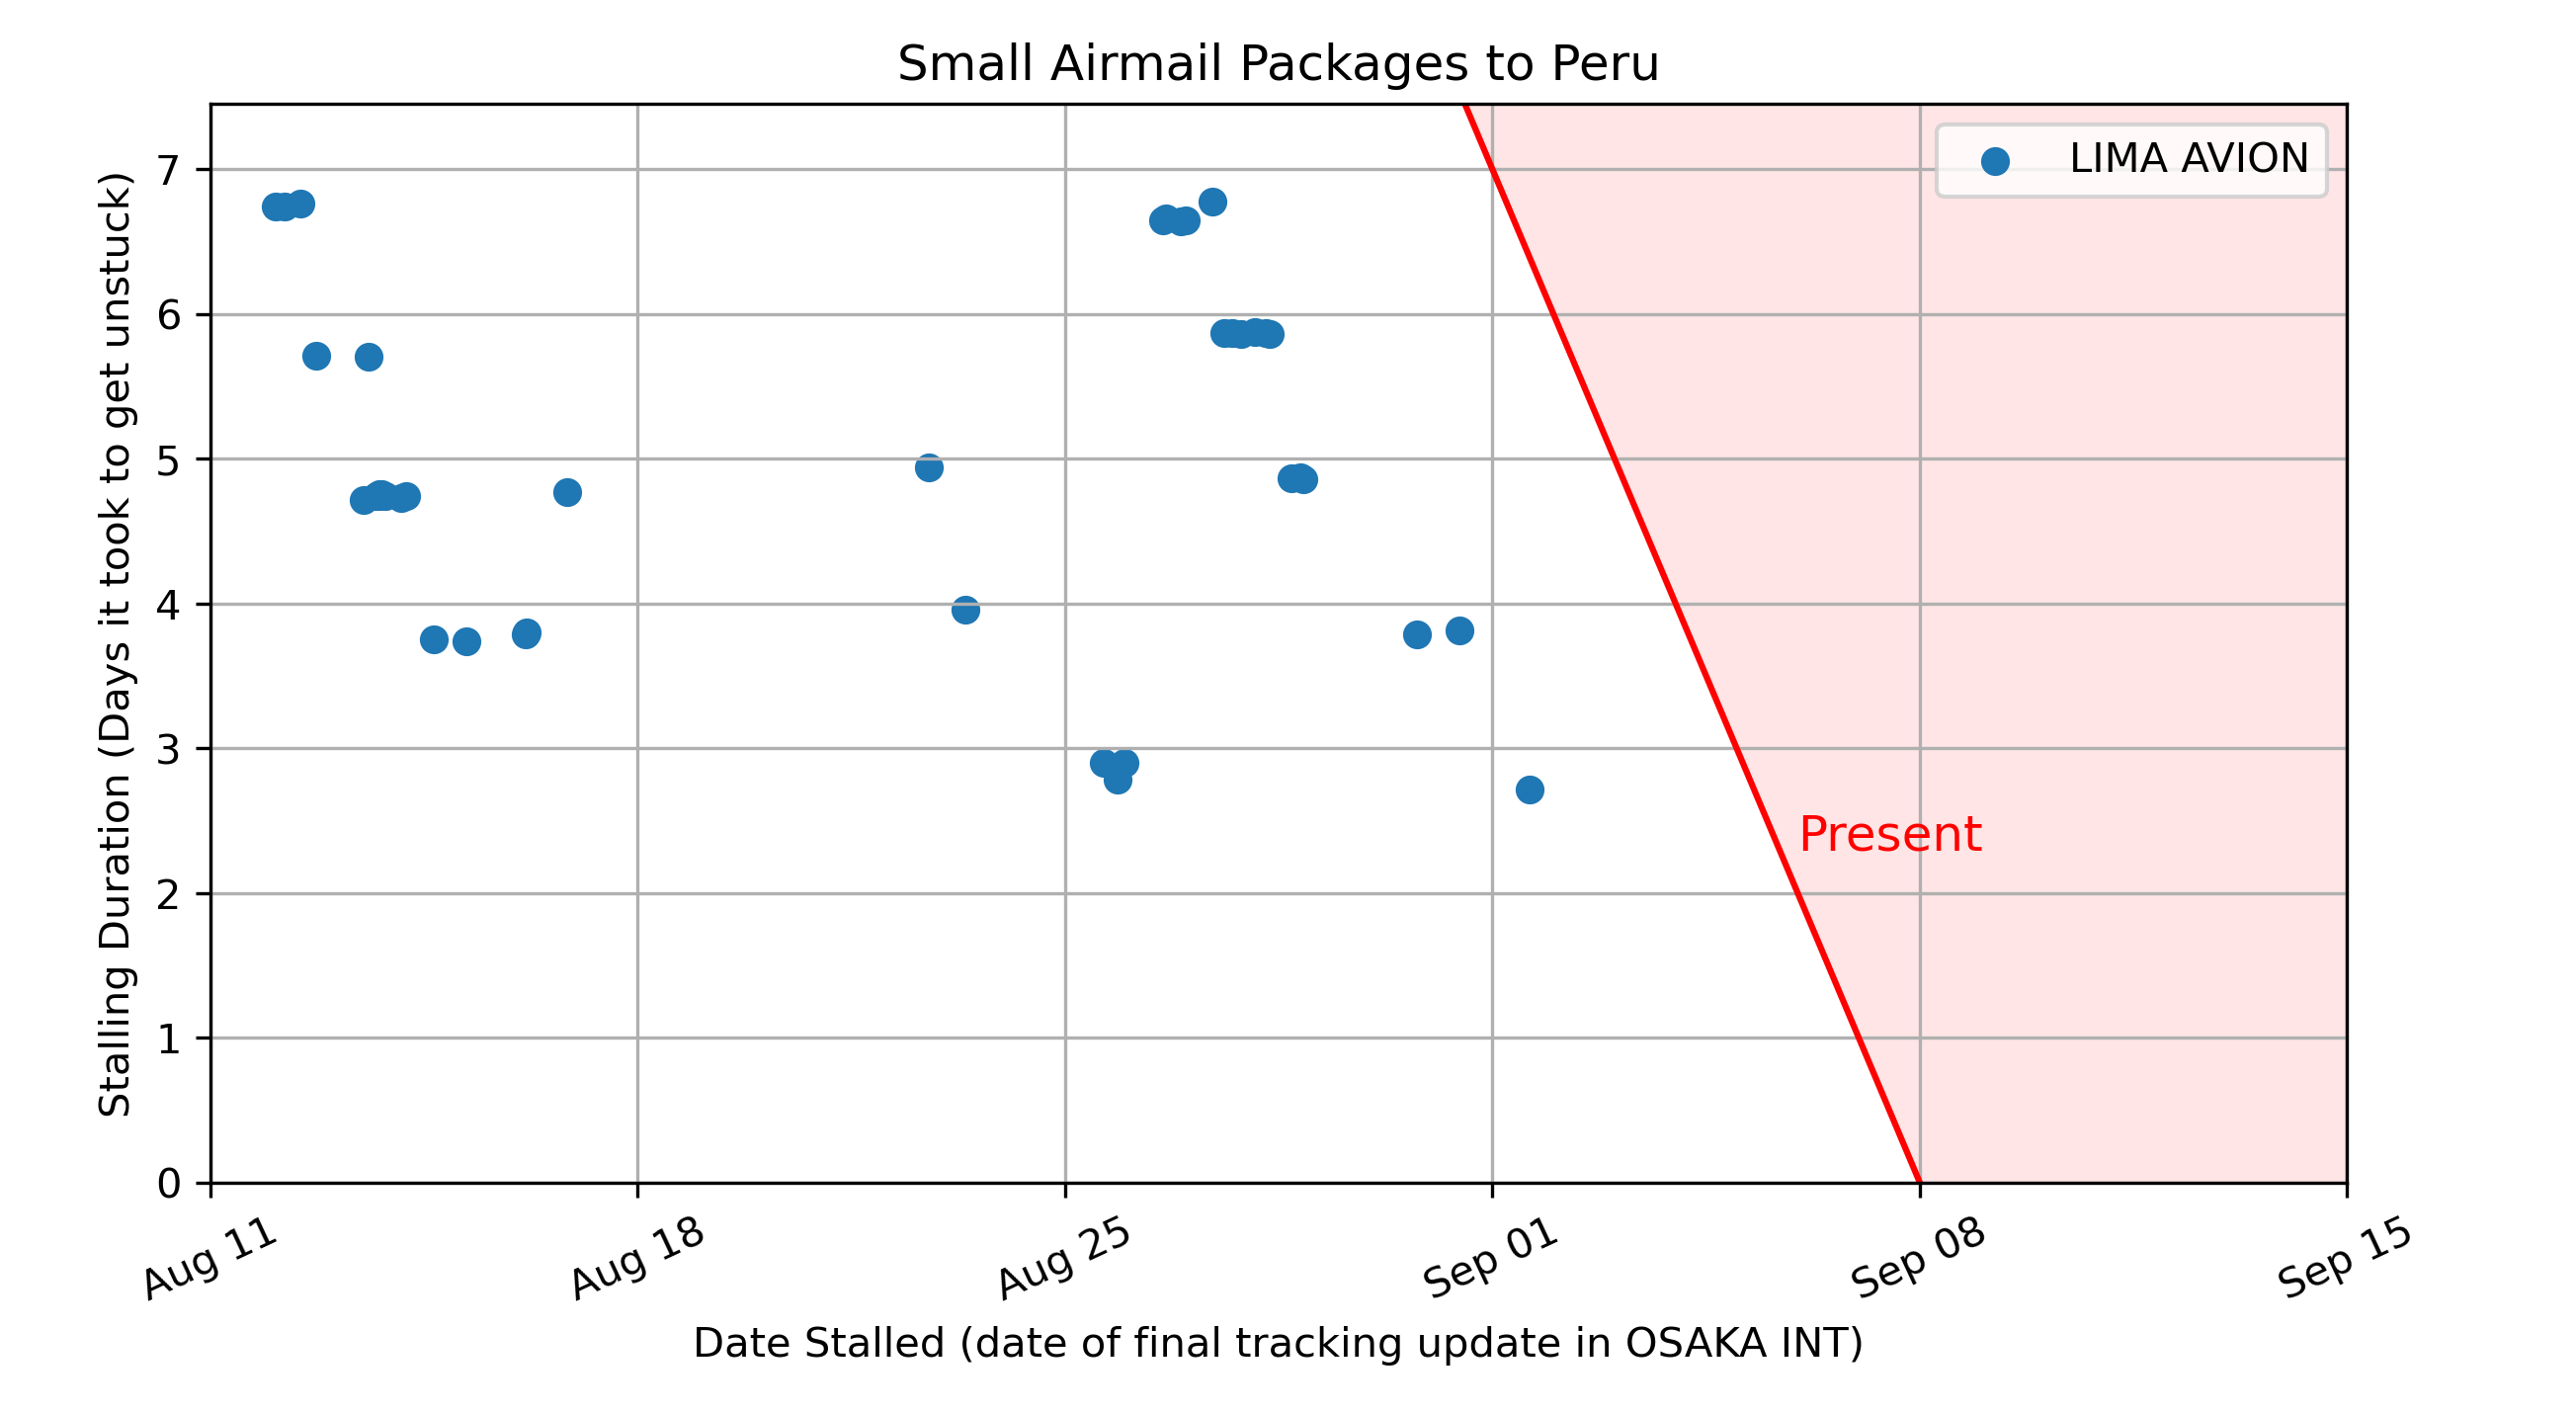 Small Airmail Packages to Peru
LIMA AVION
Stalling Duration (Days it took to get unstuck)
7
6
5
4
3
2
1
0
Present
Aug 11
Aug 18
Aug 25
Sep 01
Sep 08
Sep 15
Date Stalled (date of final tracking update in OSAKA INT)